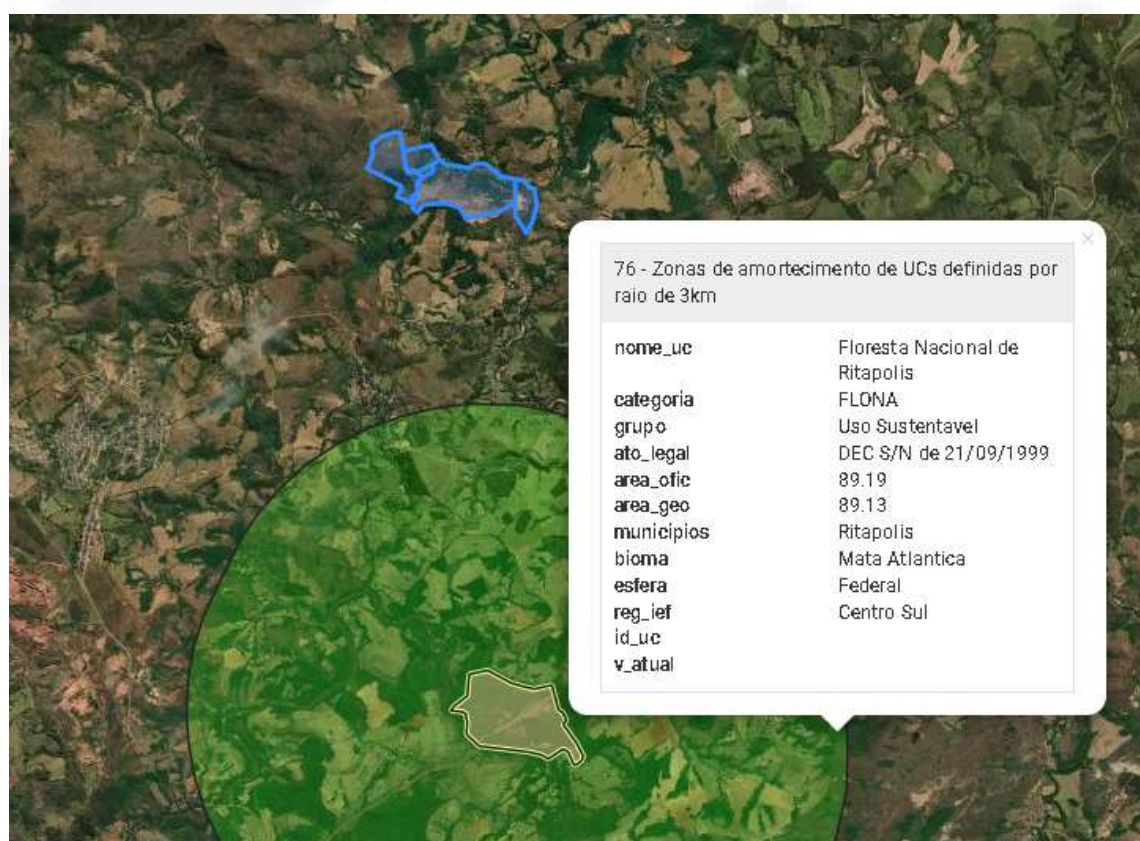 ×
76 - Zonas de amortecimento de UCs definidas por
raio de 3km
nome_uc Floresta Nacional de
Ritapolis
categoria FLONA
grupo Uso Sustentavel
ato_legal DEC S/N de 21/09/1999
area_ofic 89.19
area_geo 89.13
municipios Ritapolis
bioma Mata Atlantica
esfera Federal
reg_ief Centro Sul
id_uc
v_atual